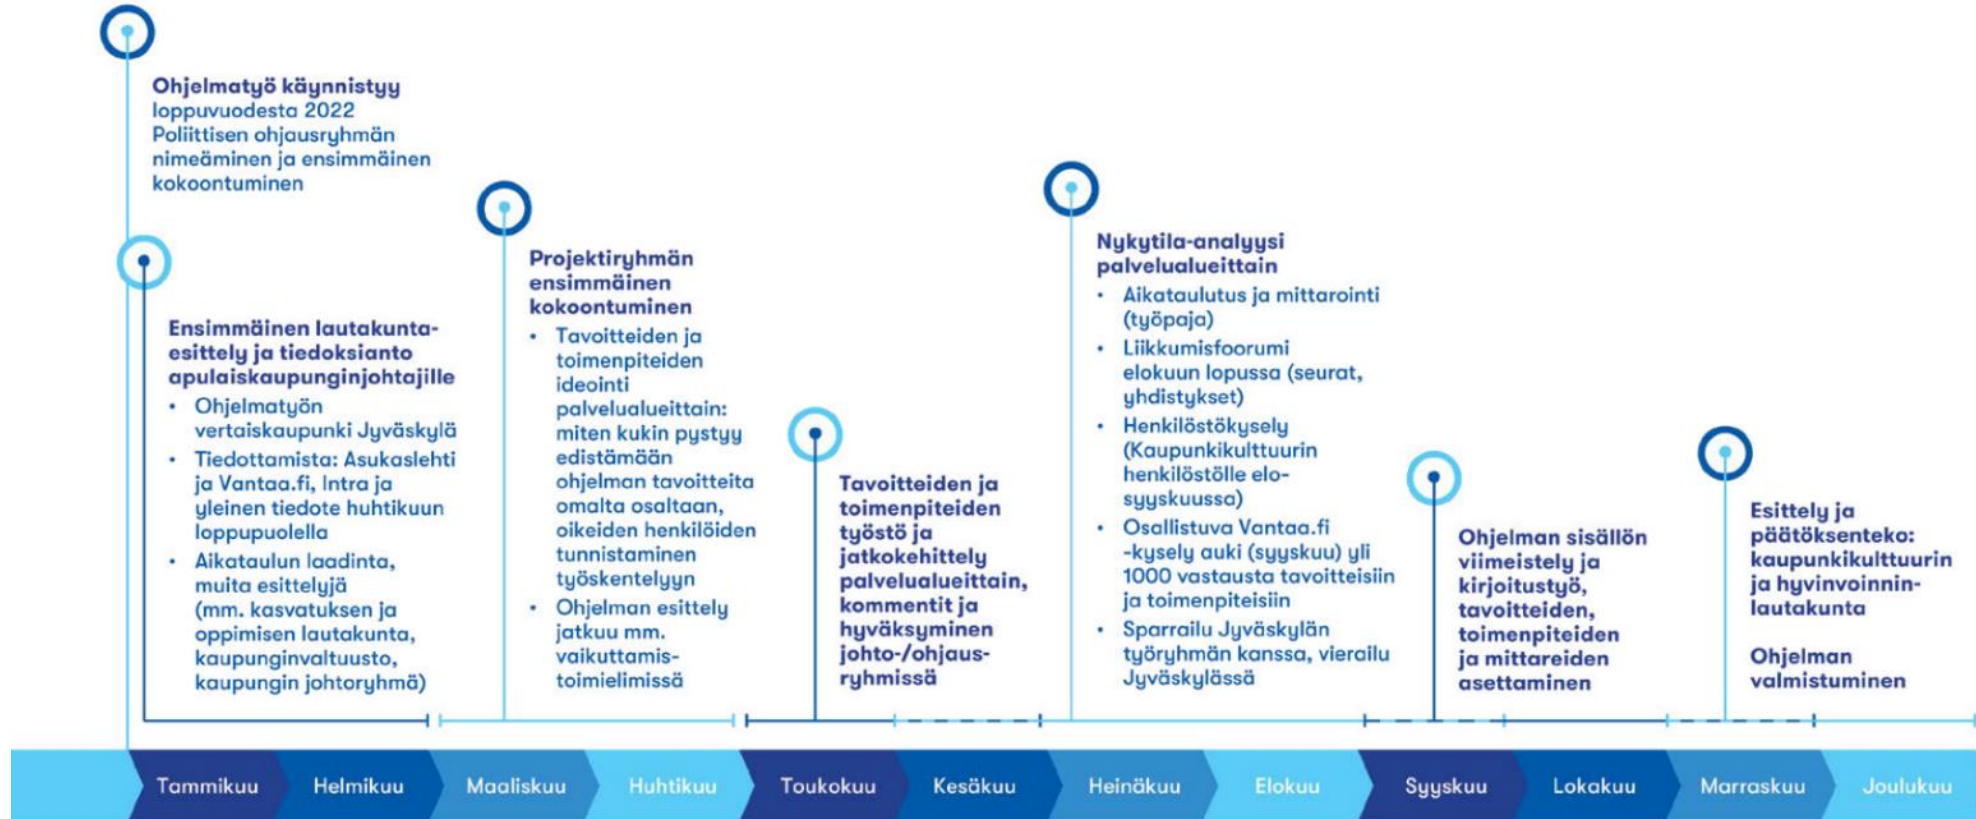 Ohjelmatyö käynnistyy
loppuvuodesta 2022
Poliittisen ohjausryhmän
nimeäminen ja ensimmäinen
kokoontuminen
Ensimmäinen lautakunta-
esittely ja tiedoksianto
apulaiskaupunginjohtajille
• Ohjelmatyön
vertaiskaupunki Jyväskylä
• Tiedottamista: Asukaslehti
ja Vantaa.fi, Intra ja
yleinen tiedote huhtikuun
loppupuolella
• Aikataulun laadinta,
muita esittelyjä
(mm. kasvatuksen ja
oppimisen lautakunta,
kaupunginvaltuusto,
kaupungin johtoryhmä)
Projektiryhmän
ensimmäinen
kokoontuminen
• Tavoitteiden ja
toimenpiteiden
ideointi
palvelualueittain:
miten kukin pystyy
edistämään
ohjelman tavoitteita
omalta osaltaan,
oikeiden henkilöiden
tunnistaminen
työskentelyyn
• Ohjelman esittely
jatkuu mm.
vaikuttamis-
toimielimissä
Tavoitteiden ja
toimenpiteiden
työstö ja
jatkokehittely
palvelualueittain,
kommentit ja
hyväksyminen
johto-/ohjaus-
ryhmissä
Nykytila-analyysi
palvelualueittain
• Aikataulutus ja mittarointi
(työpaja)
• Liikkumisfoorumi
elokuun lopussa (seurat,
yhdistykset)
• Henkilöstökysely
(Kaupunkikulttuurin
henkilöstölle elo-
syyskuussa)
• Osallistuva Vantaa.fi
-kysely auki (syyskuu) yli
1000 vastausta tavoitteisiin
ja toimenpiteisiin
• Sparrailu Jyväskylän
työryhmän kanssa, vierailu
Jyväskylässä
Ohjelman sisällön
viimeistely ja
kirjoitustyö,
tavoitteiden,
toimenpiteiden
ja mittareiden
asettaminen
Esittely ja
päätöksenteko:
kaupunkikulttuurin
ja hyvinvoinnin-
lautakunta
Ohjelman
valmistuminen
Tammikuu Helmikuu Maaliskuu Huhtikuu Toukokuu Kesäkuu Heinäkuu Elokuu Syyskuu Lokakuu Marraskuu Joulukuu